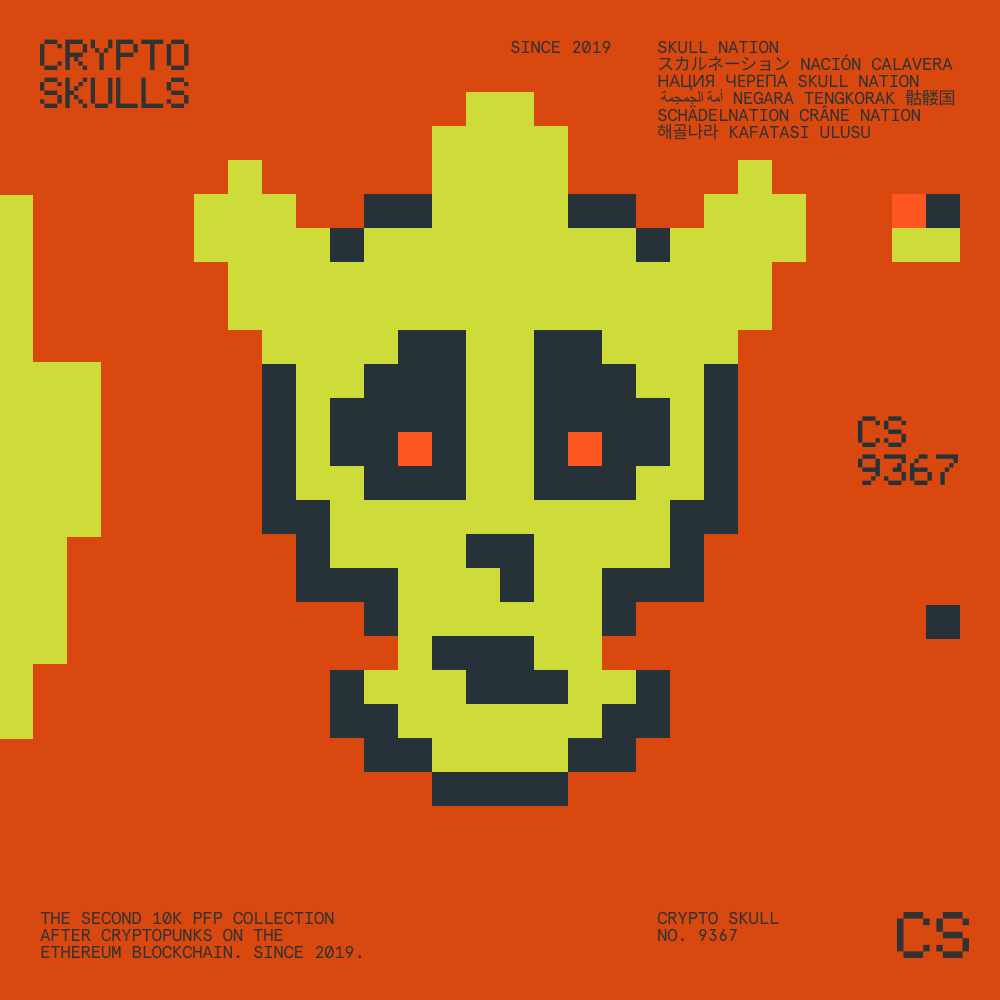 CRYPTO
SKULLS
SINCE 2019
SKULL NATION
スカルネーション NACIÓN CALAVERA
НАЦИЯ ЧЕРЕПА SKULL NATION
أمة الجمجمة NEGARA TENGKORAK 骷髅国
SCHÄDELNATION CRÂNE NATION
해골나라 KAFATASI ULUSU
CS
9367
THE SECOND 10K PFP COLLECTION
AFTER CRYPTOPUNKS ON THE
ETHEREUM BLOCKCHAIN. SINCE 2019.
CRYPTO SKULL
NO. 9367
CS